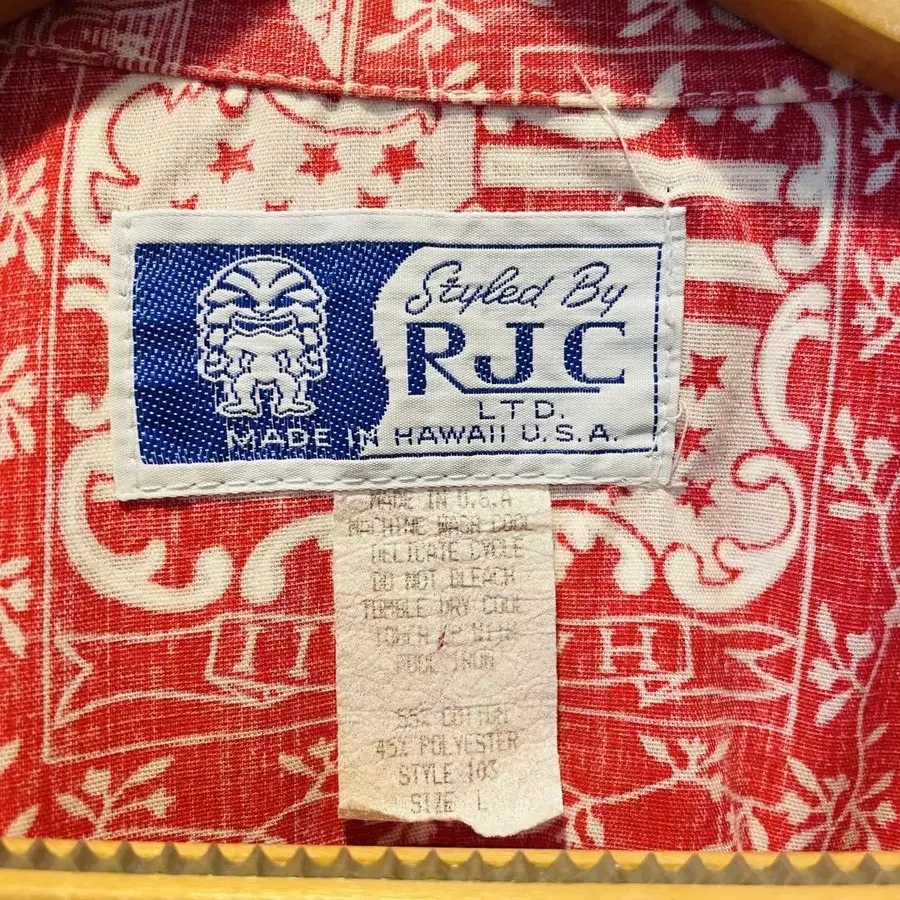 Styled By
RJC
LTD.
MADE IN HAWAII U.S.A.
MADE IN U.S.A
MACHINE WASH COOL
DELICATE CYCLE
DO NOT BLEACH
TUMBLE DRY COOL
COOL IRON
55% COTTON
45% POLYESTER
STYLE 103
SIZE L